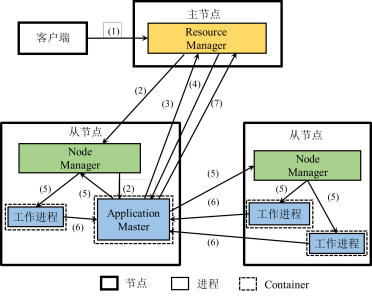 主节点
客户端
(1)
Resource
Manager
(2)
(3)
(4)
(7)
从节点
从节点
Node
Manager
Node
Manager
(5)
(5)
(2)
(5)
(5)
(5)
工作进程
(6)
Application
Master
(6)
工作进程
(6)
工作进程
节点
进程
Container